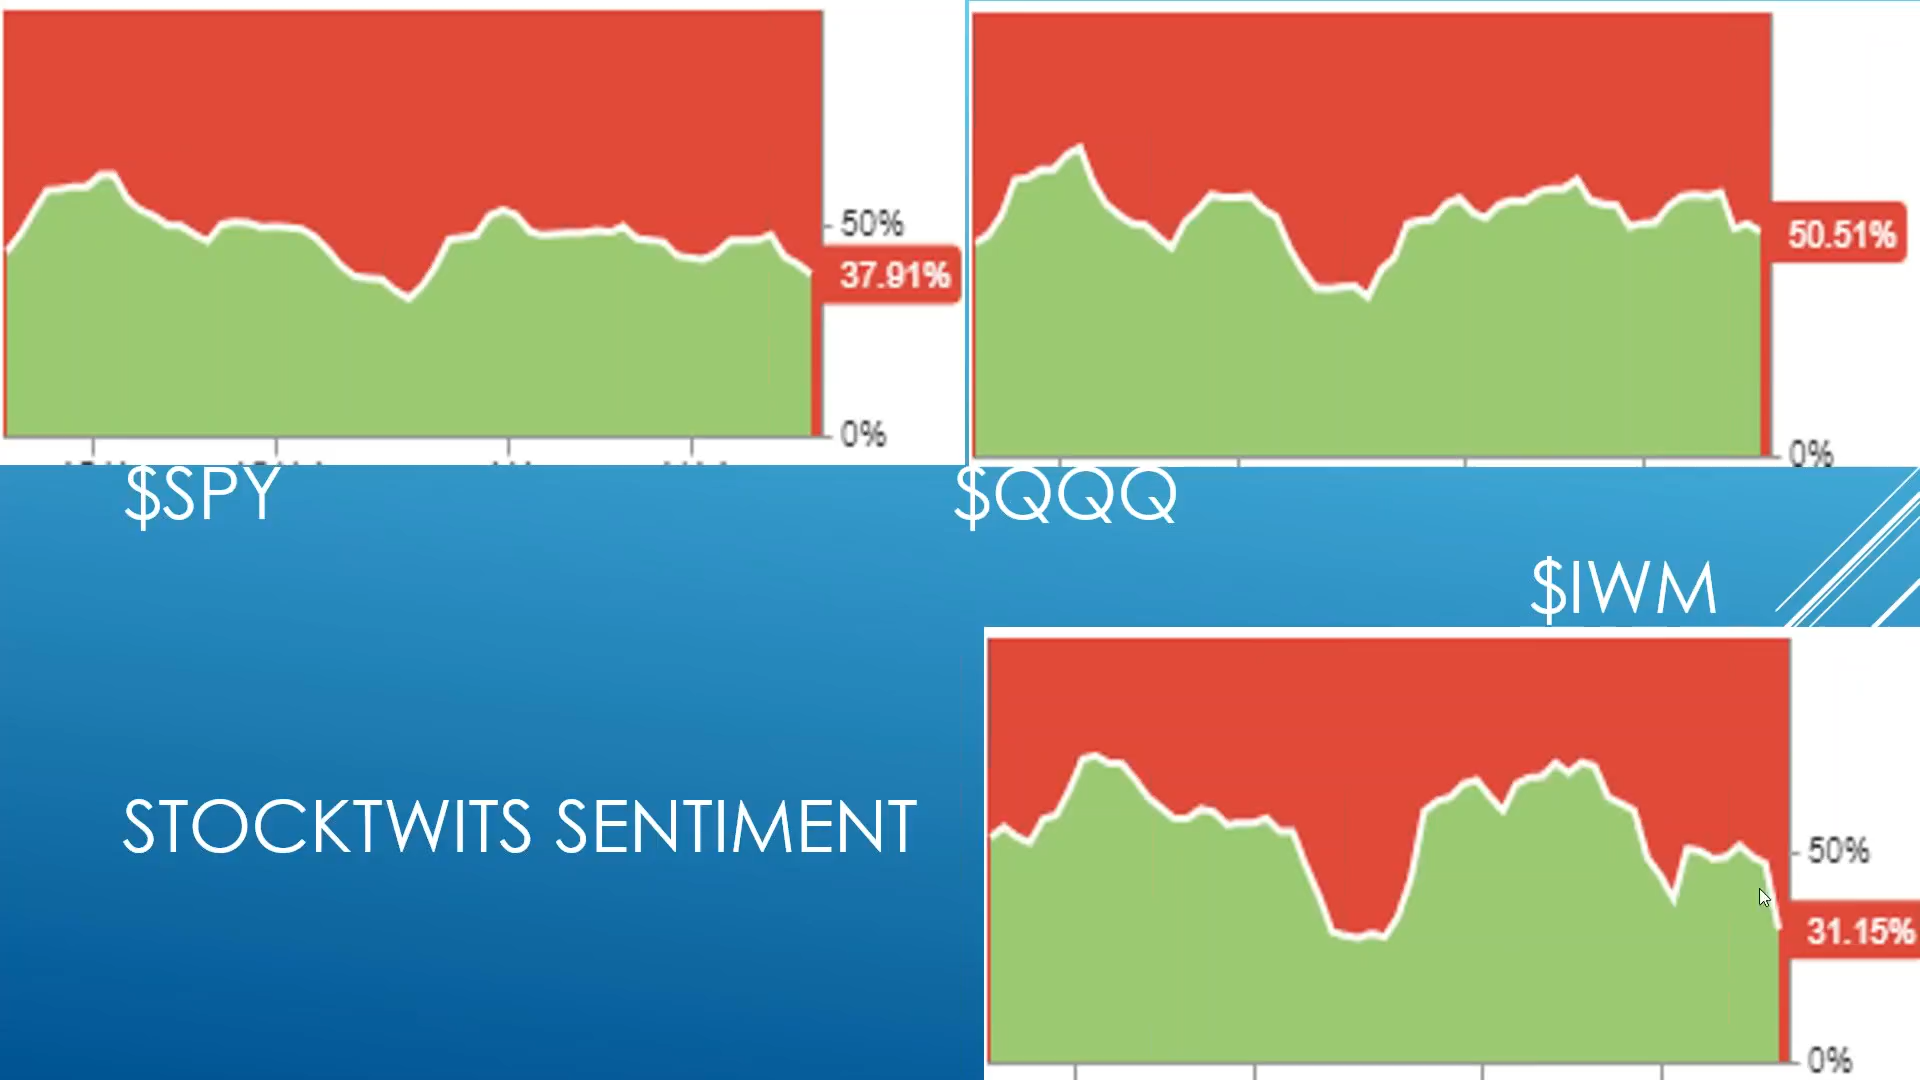 50%
37.91%
0%
50.51%
0%
$SPY
$QQQ
$IWM
STOCKTWITS SENTIMENT
50%
31.15%
0%